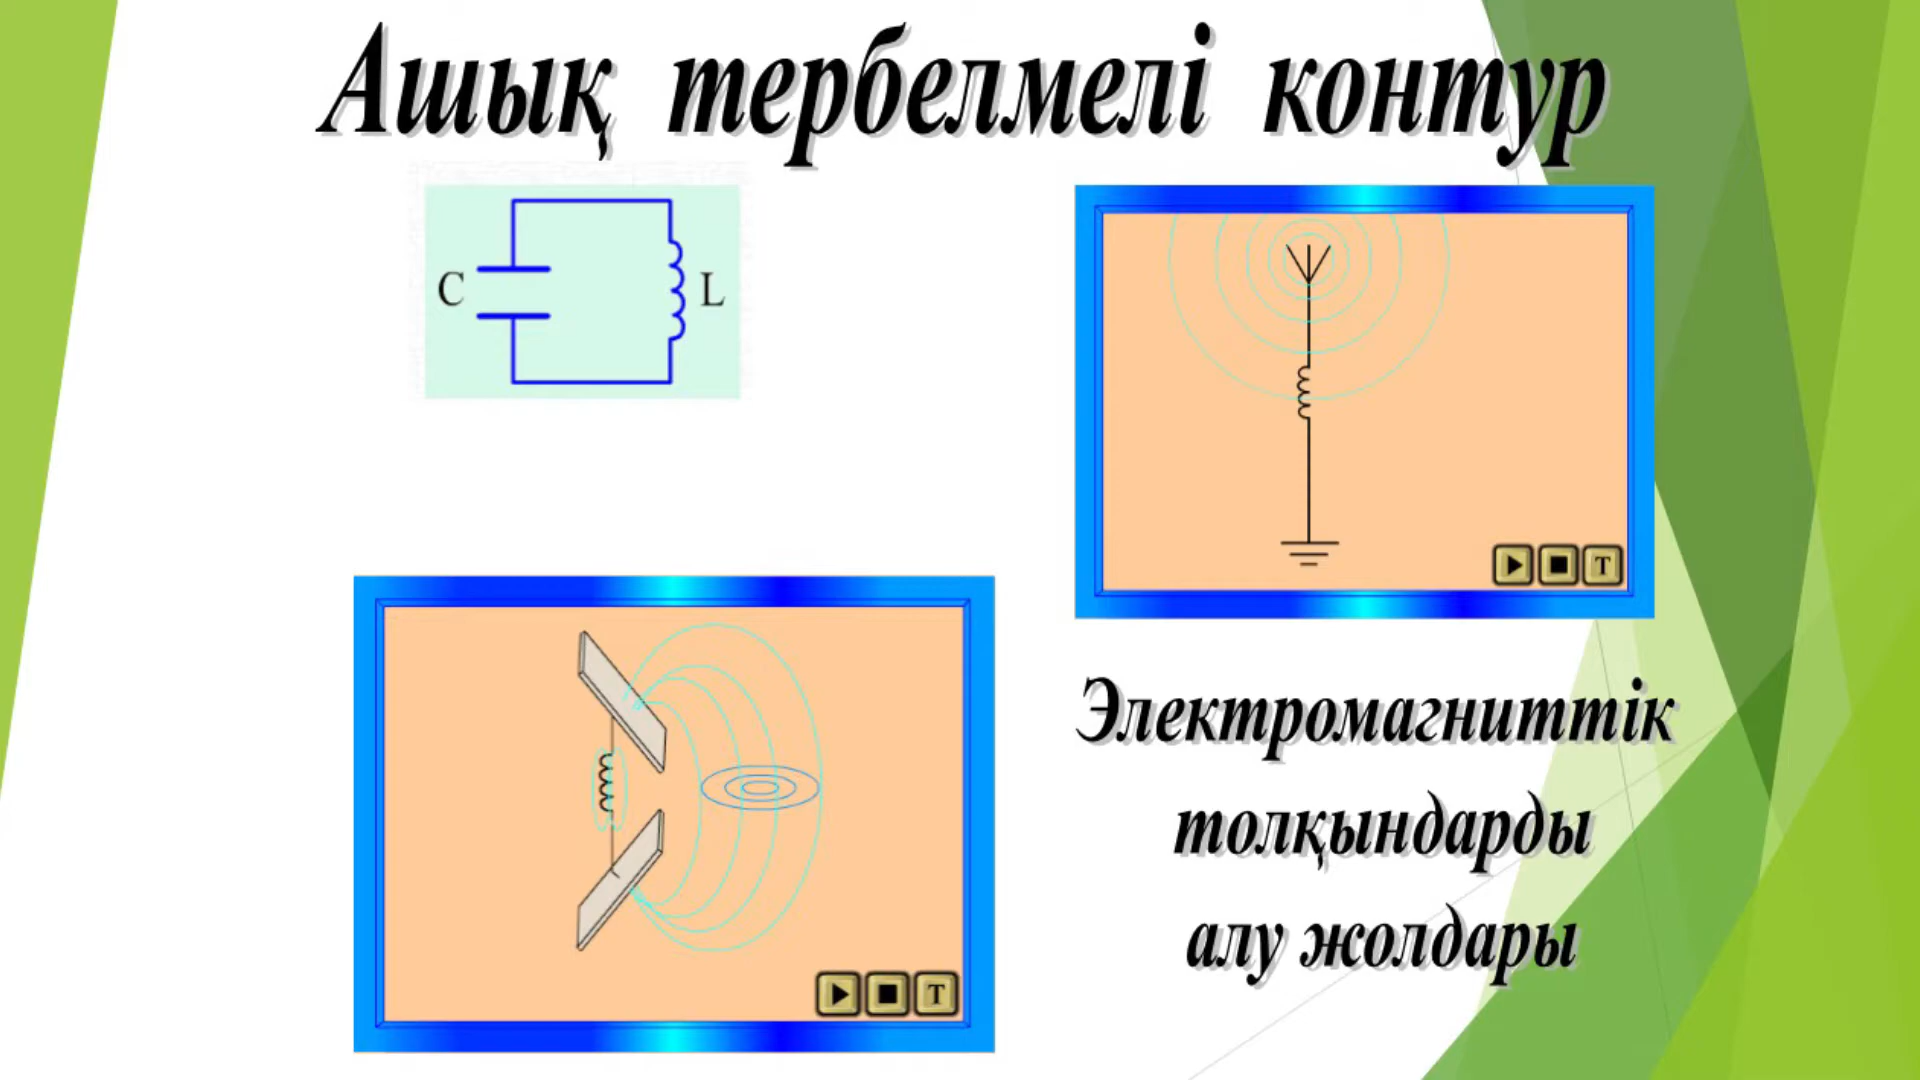 Ашық тербелмелі контур
C
L
T
T
Электромагниттік
толқындарды
алу жолдары